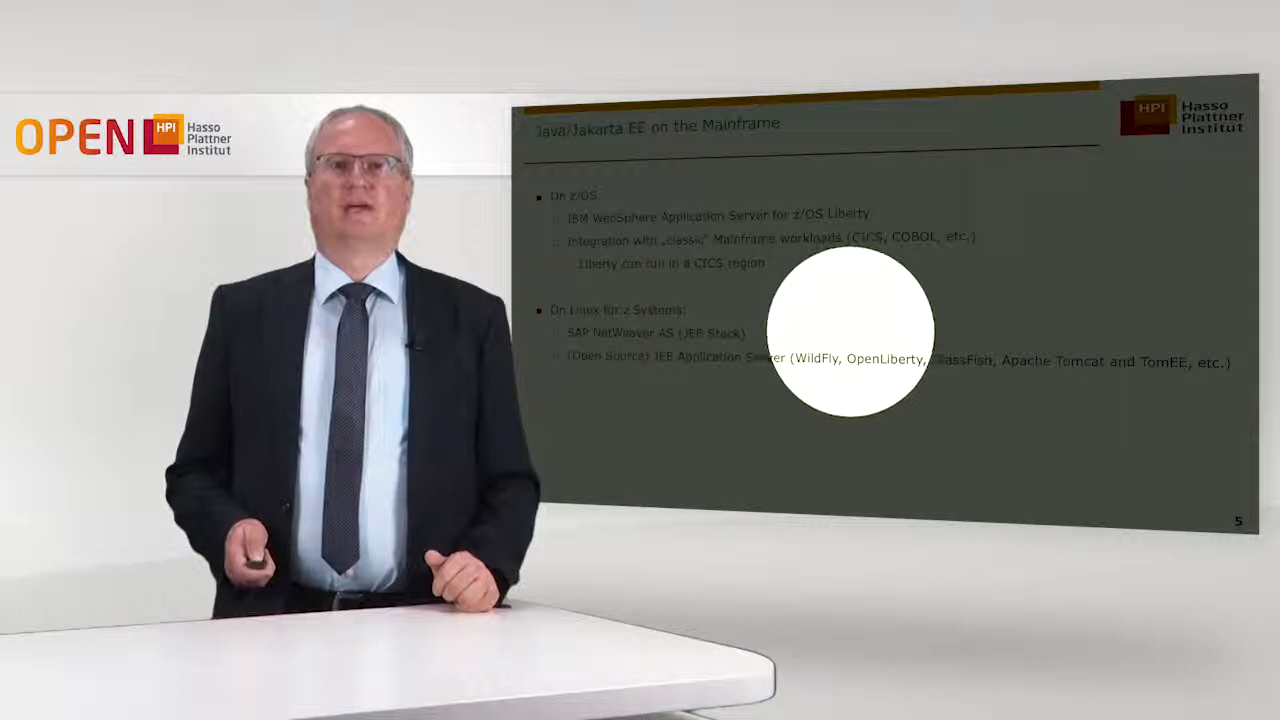 OPEN HPI Hasso
Plattner
Institut
Java/Jakarta EE on the Mainframe
HPI Hasso
Plattner
Institut
On z/OS:
IBM WebSphere Application Server for z/OS Liberty
Integration with „classic“ Mainframe workloads (CICS, COBOL, etc.)
Liberty can run in a CICS region
On Linux for z Systems:
SAP NetWeaver AS (JEE Stack)
(Open Source) JEE Application Server (WildFly, OpenLiberty, GlassFish, Apache Tomcat and TomEE, etc.)
5